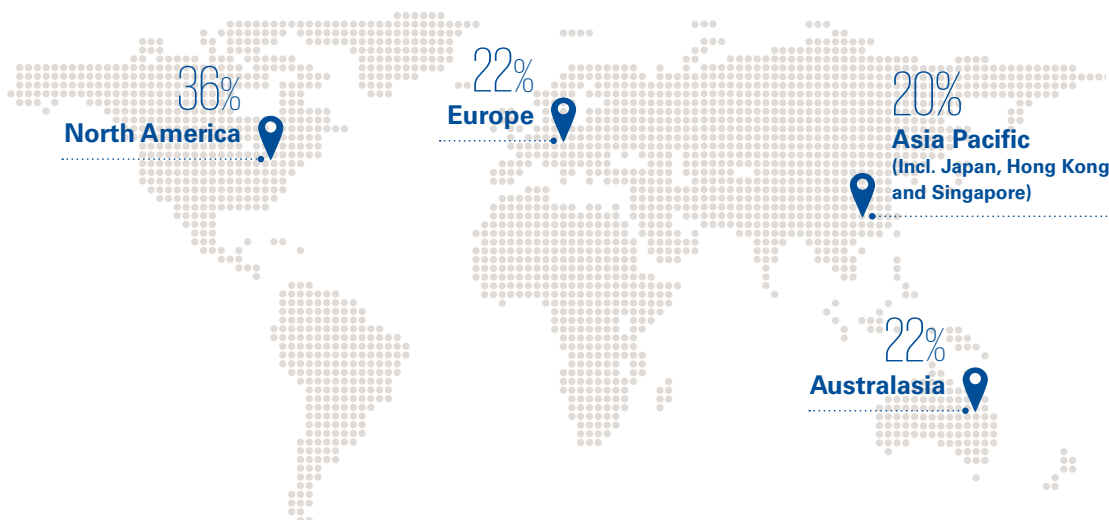 36%
North America
22%
Europe
20%
Asia Pacific
(Incl. Japan, Hong Kong
and Singapore)
22%
Australasia